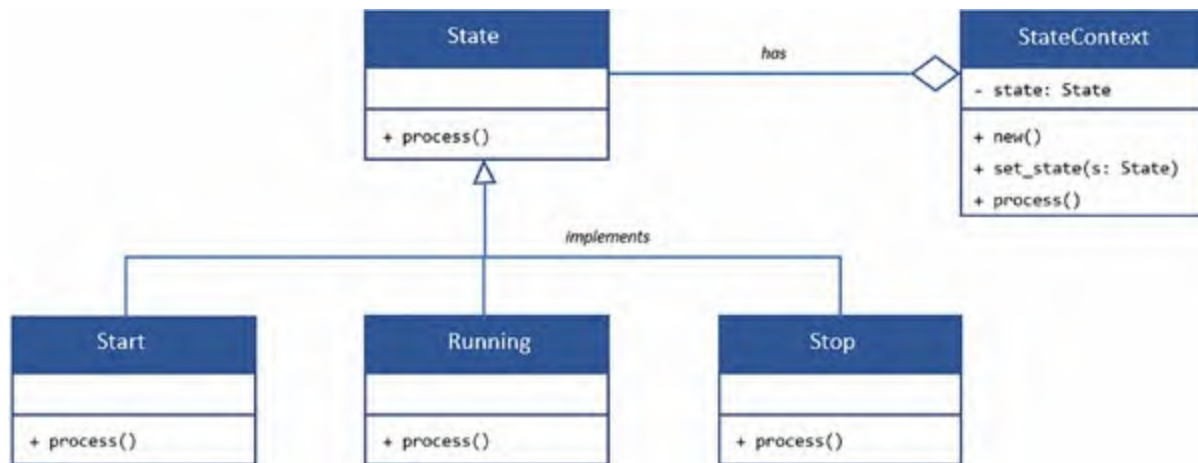 State
+ process()
has
StateContext
- state: State
+ new()
+ set_state(s: State)
+ process()
implements
Start
+ process()
Running
+ process()
Stop
+ process()